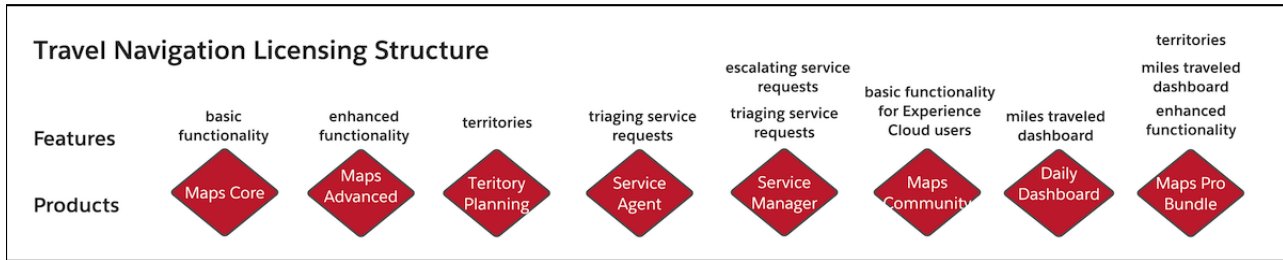 Travel Navigation Licensing Structure
Features
basic
functionality
enhanced
functionality
territories
triaging service
requests
escalating service
requests
triaging service
requests
basic functionality
for Experience
Cloud users
miles traveled
dashboard
territories
miles traveled
dashboard
enhanced
functionality
Products
Maps Core
Maps
Advanced
Teritory
Planning
Service
Agent
Service
Manager
Maps
Community
Daily
Dashboard
Maps Pro
Bundle